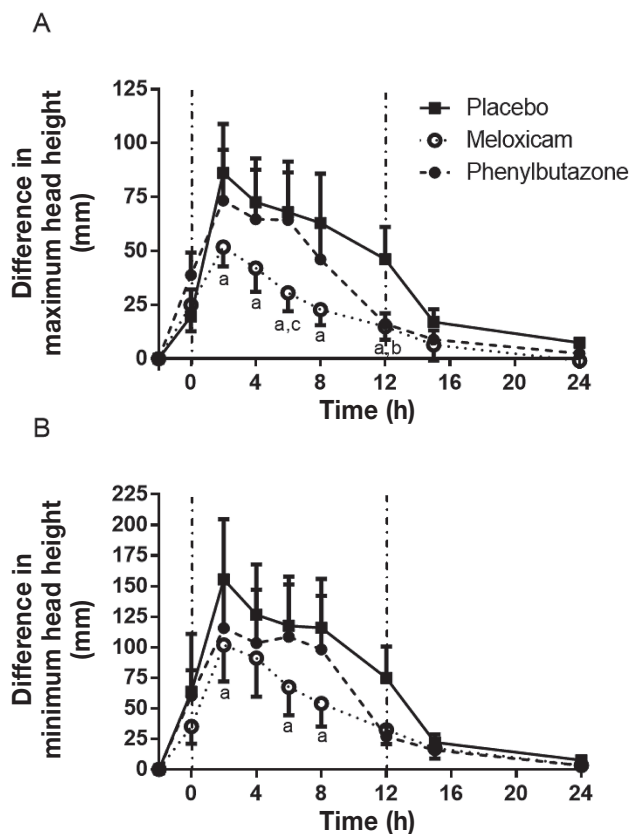 A
125
100
75
50
25
0
Difference in
maximum head height
(mm)
Placebo
Meloxicam
Phenylbutazone
a
a
a,c
a
a,b
0 4 8 12 16 20 24
Time (h)
B
225
200
175
150
125
100
75
50
25
0
Difference in
minimum head height
(mm)
a
a
a
0 4 8 12 16 20 24
Time (h)